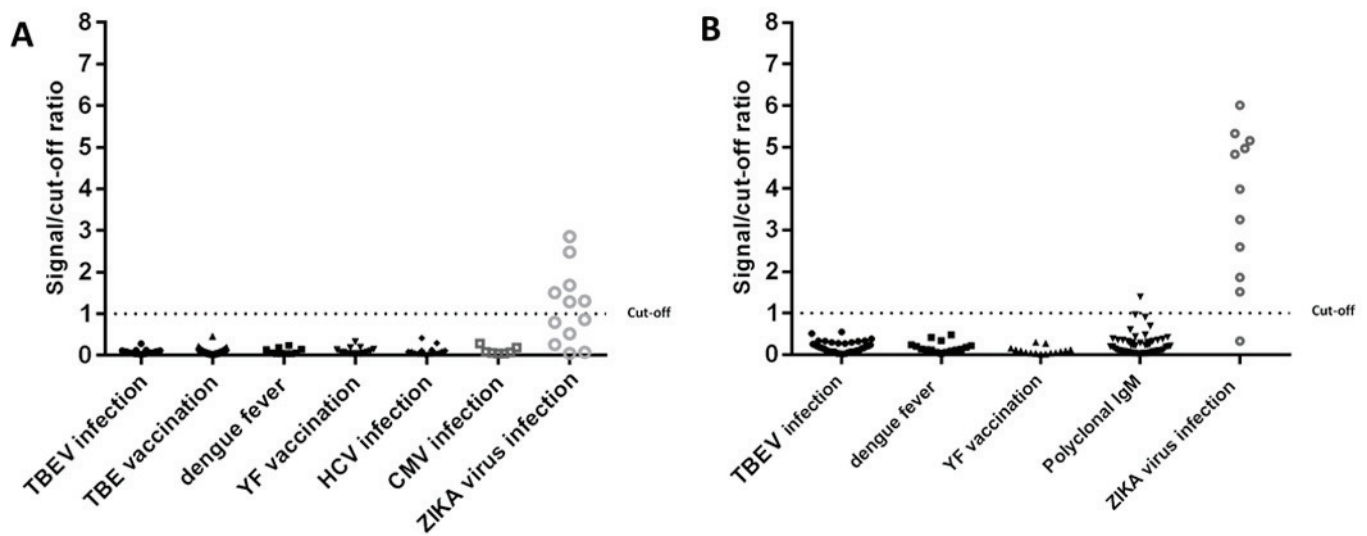 A
Signal/cut-off ratio
8
7
6
5
4
3
2
1
0
Cut-off
TBEV infection
TBE vaccination
dengue fever
YF vaccination
HCV infection
CMV infection
ZIKA virus infection
B
Signal/cut-off ratio
8
7
6
5
4
3
2
1
0
Cut-off
TBEV infection
dengue fever
YF vaccination
Polyclonal IgM
ZIKA virus infection